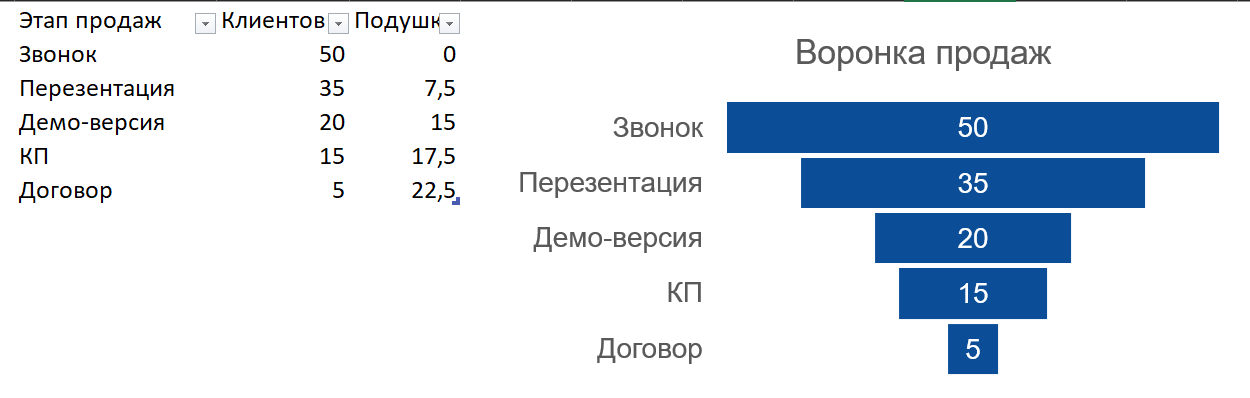 Этап продаж Клиентов Подушк
Звонок 50 0
Перезентация 35 7,5
Демо-версия 20 15
КП 15 17,5
Договор 5 22,5
Воронка продаж
Звонок 50
Перезентация 35
Демо-версия 20
КП 15
Договор 5